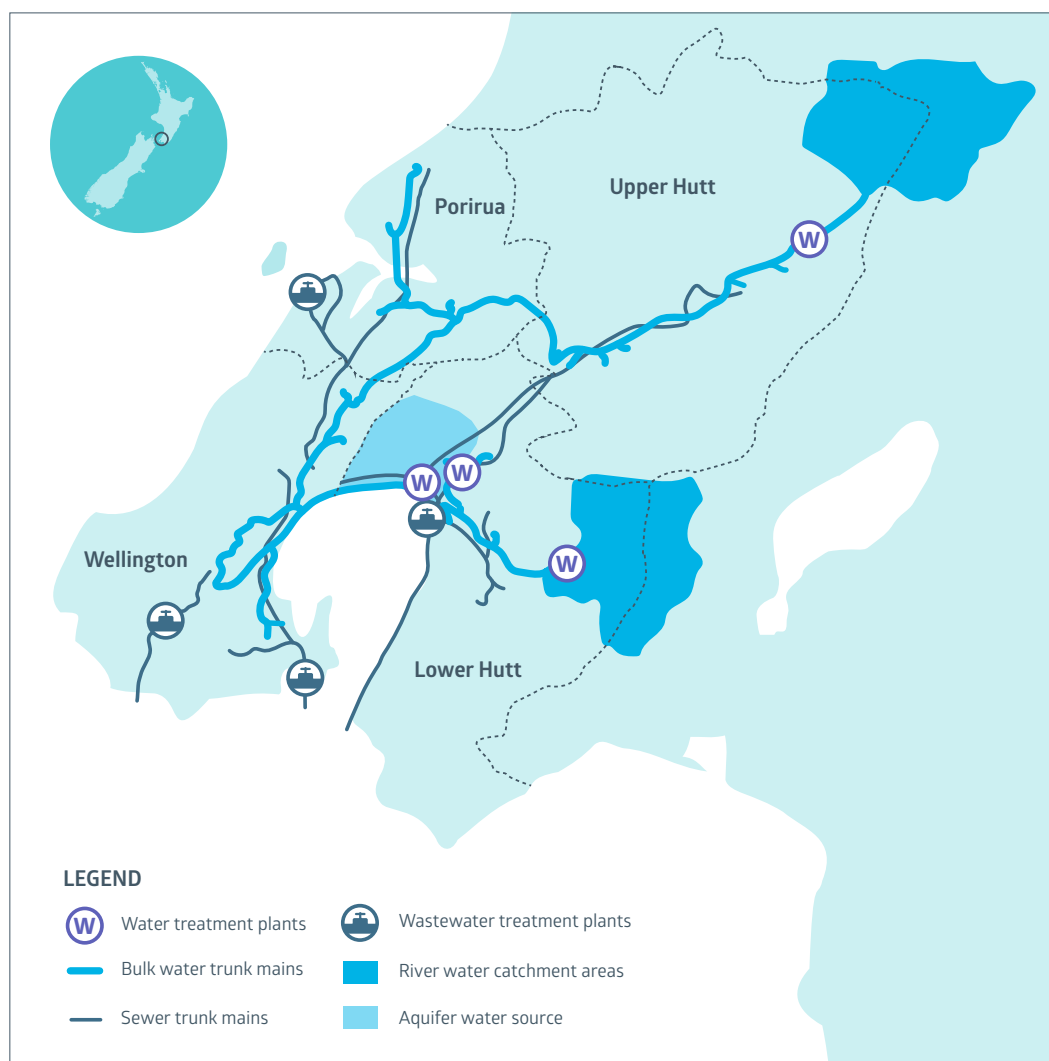 Porirua
Upper Hutt
W
W
W
W
Wellington
Lower Hutt
LEGEND
W Water treatment plants
Wastewater treatment plants
Bulk water trunk mains
River water catchment areas
Sewer trunk mains
Aquifer water source